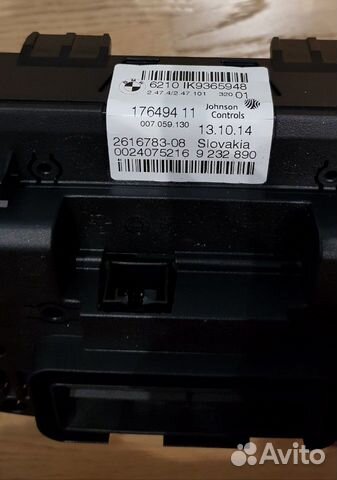 6210 IK9365948
2.47.4/2.47.101 320 01
176494 11 Johnson Controls
007.059.130 13.10.14
2616783-08 Slovakia
0024075216 9 232 890
Avito